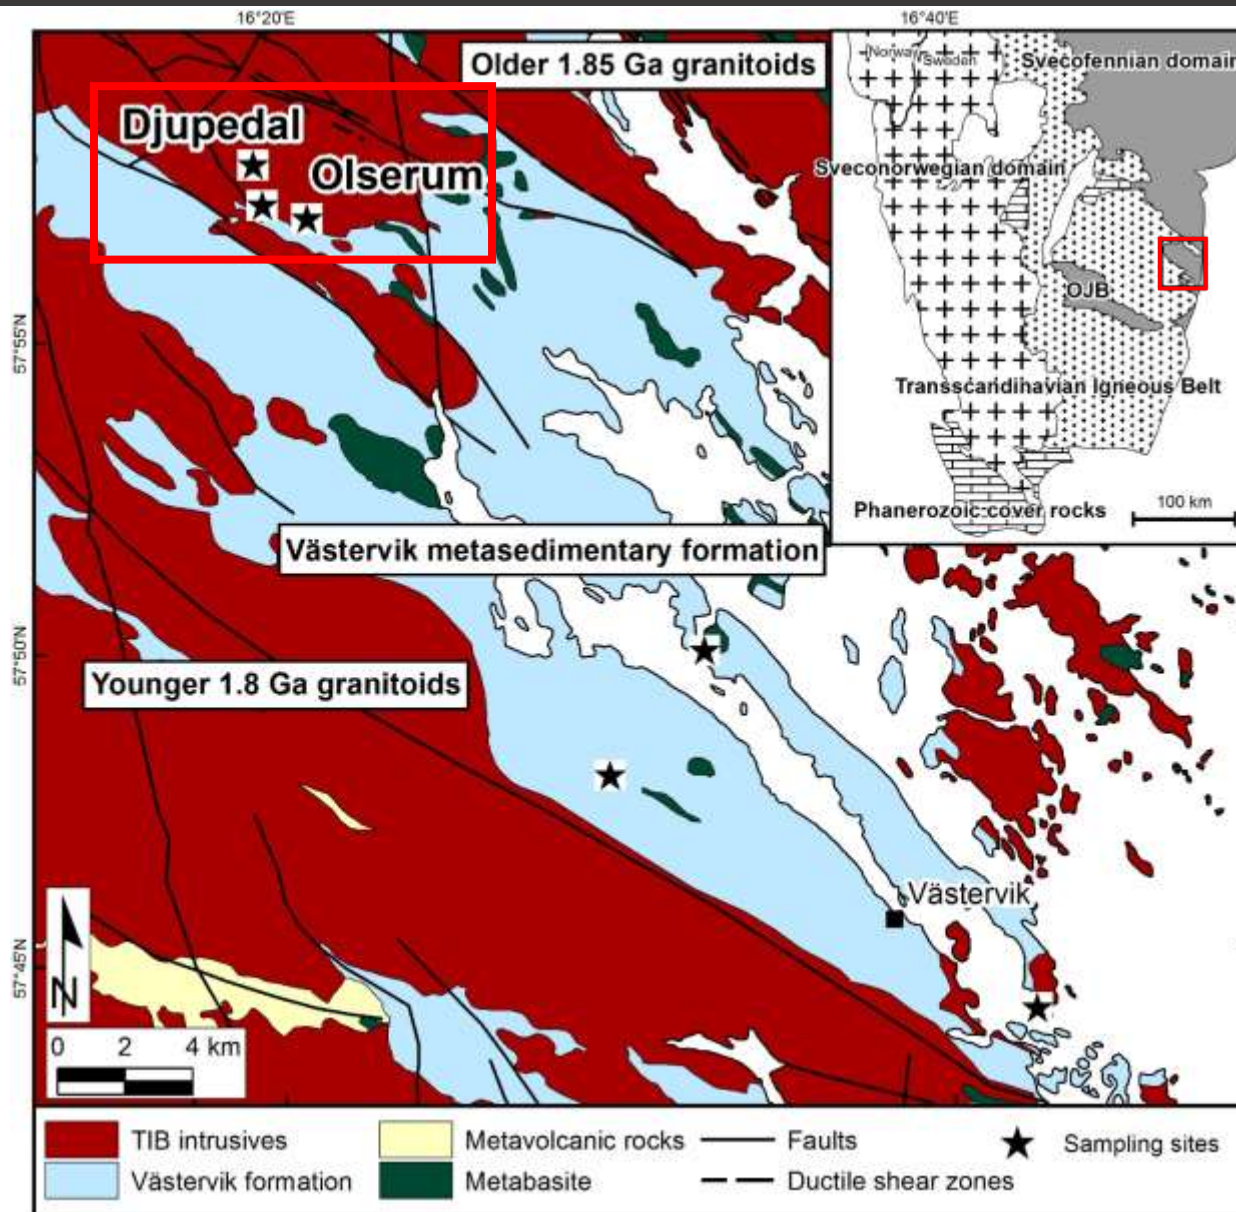 16°20'E
16°40'E
Older 1.85 Ga granitoids
Norway
Sweden
Svecofennian domain
Djupedal
Olserum
Sveconorwegian domain
OJB
57°55'N
Transscandinavian Igneous Belt
Phanerozoic cover rocks
100 km
Västervik metasedimentary formation
57°50'N
Younger 1.8 Ga granitoids
Västervik
57°45'N
N
0 2 4 km
TIB intrusives
Metavolcanic rocks
Faults
Sampling sites
Västervik formation
Metabasite
Ductile shear zones